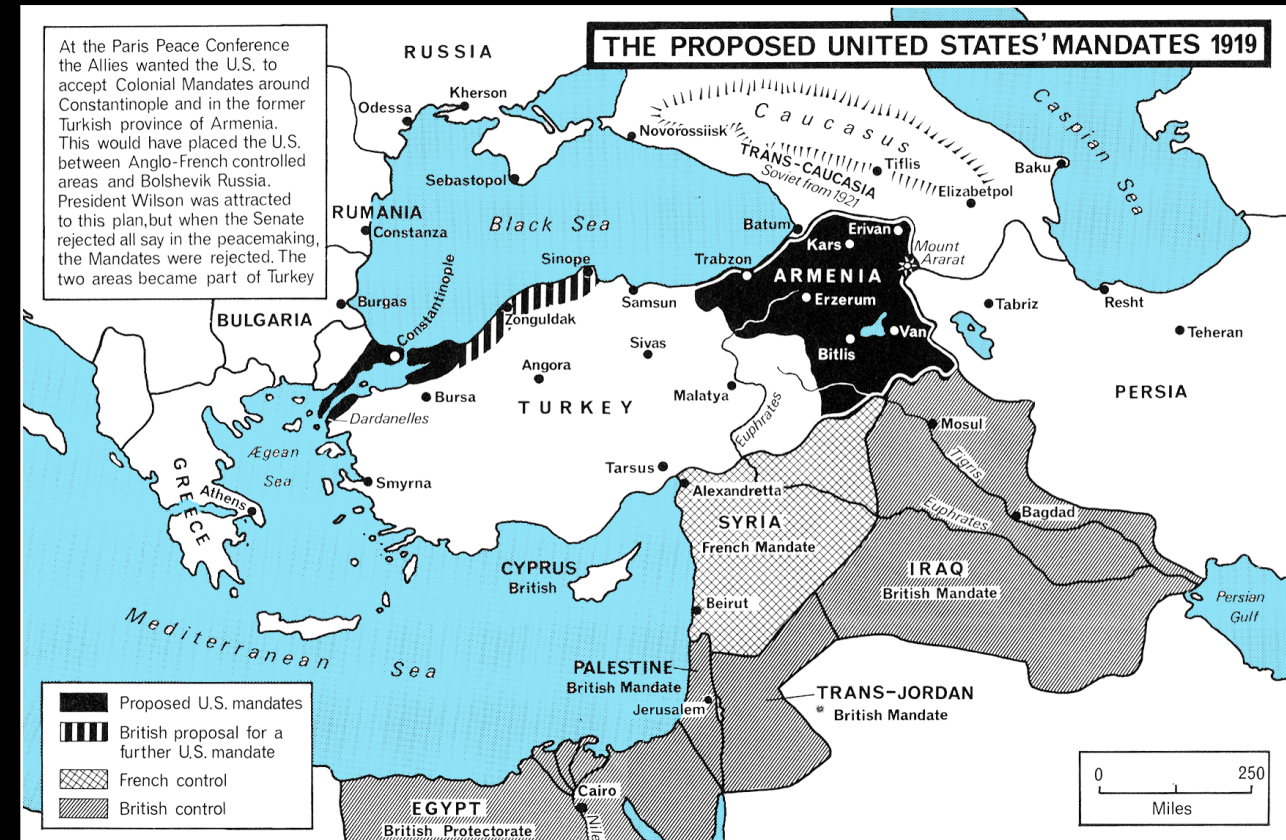 At the Paris Peace Conference
the Allies wanted the U.S. to
accept Colonial Mandates around
Constantinople and in the former
Turkish province of Armenia.
This would have placed the U.S.
between Anglo-French controlled
areas and Bolshevik Russia.
President Wilson was attracted
to this plan, but when the Senate
rejected all say in the peacemaking,
the Mandates were rejected. The
two areas became part of Turkey
THE PROPOSED UNITED STATES' MANDATES 1919
RUSSIA
Kherson
Odessa
Novorossiisk
Caucasus
Caspian Sea
TRANS-CAUCASIA
Soviet from 1921
Tiflis
Baku
Elizabetpol
Sebastopol
RUMANIA
Constanza
Black Sea
Batum
Erivan
Kars
Mount
Ararat
Sinope
Trabzon
ARMENIA
Constantinople
Burgas
Samsun
Erzerum
Tabriz
Resht
BULGARIA
Zonguldak
Van
Teheran
Sivas
Bitlis
Angora
Bursa
Malatya
PERSIA
TURKEY
Dardanelles
Euphrates
Mosul
Ægean
Sea
Tigris
GREECE
Athens
Smyrna
Tarsus
Alexandretta
Euphrates
Bagdad
SYRIA
French Mandate
CYPRUS
British
IRAQ
British Mandate
Beirut
Persian
Gulf
Mediterranean Sea
PALESTINE
British Mandate
Jerusalem
TRANS-JORDAN
British Mandate
Proposed U.S. mandates
British proposal for a
further U.S. mandate
French control
British control
Cairo
EGYPT
British Protectorate
Nile
0 250
Miles